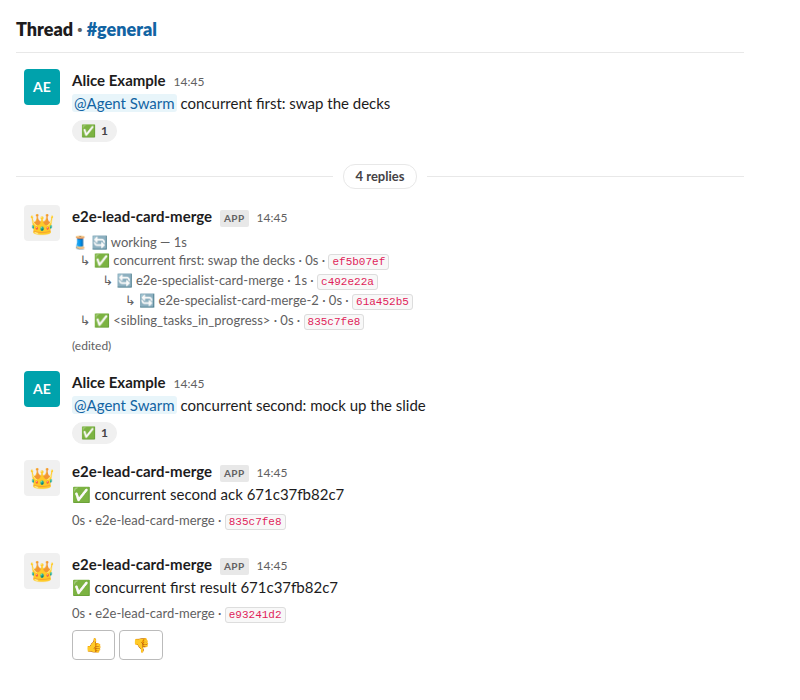 Thread • #general
AE
Alice Example 14:45
@Agent Swarm concurrent first: swap the decks
✅ 1
4 replies
e2e-lead-card-merge APP 14:45
🧵 🔄 working — 1s
↳ ✅ concurrent first: swap the decks · 0s · ef5b07ef
↳ 🔄 e2e-specialist-card-merge · 1s · c492e22a
↳ 🔄 e2e-specialist-card-merge-2 · 0s · 61a452b5
↳ ✅ <sibling_tasks_in_progress> · 0s · 835c7fe8
(edited)
AE
Alice Example 14:45
@Agent Swarm concurrent second: mock up the slide
✅ 1
e2e-lead-card-merge APP 14:45
✅ concurrent second ack 671c37fb82c7
0s · e2e-lead-card-merge · 835c7fe8
e2e-lead-card-merge APP 14:45
✅ concurrent first result 671c37fb82c7
0s · e2e-lead-card-merge · e93241d2